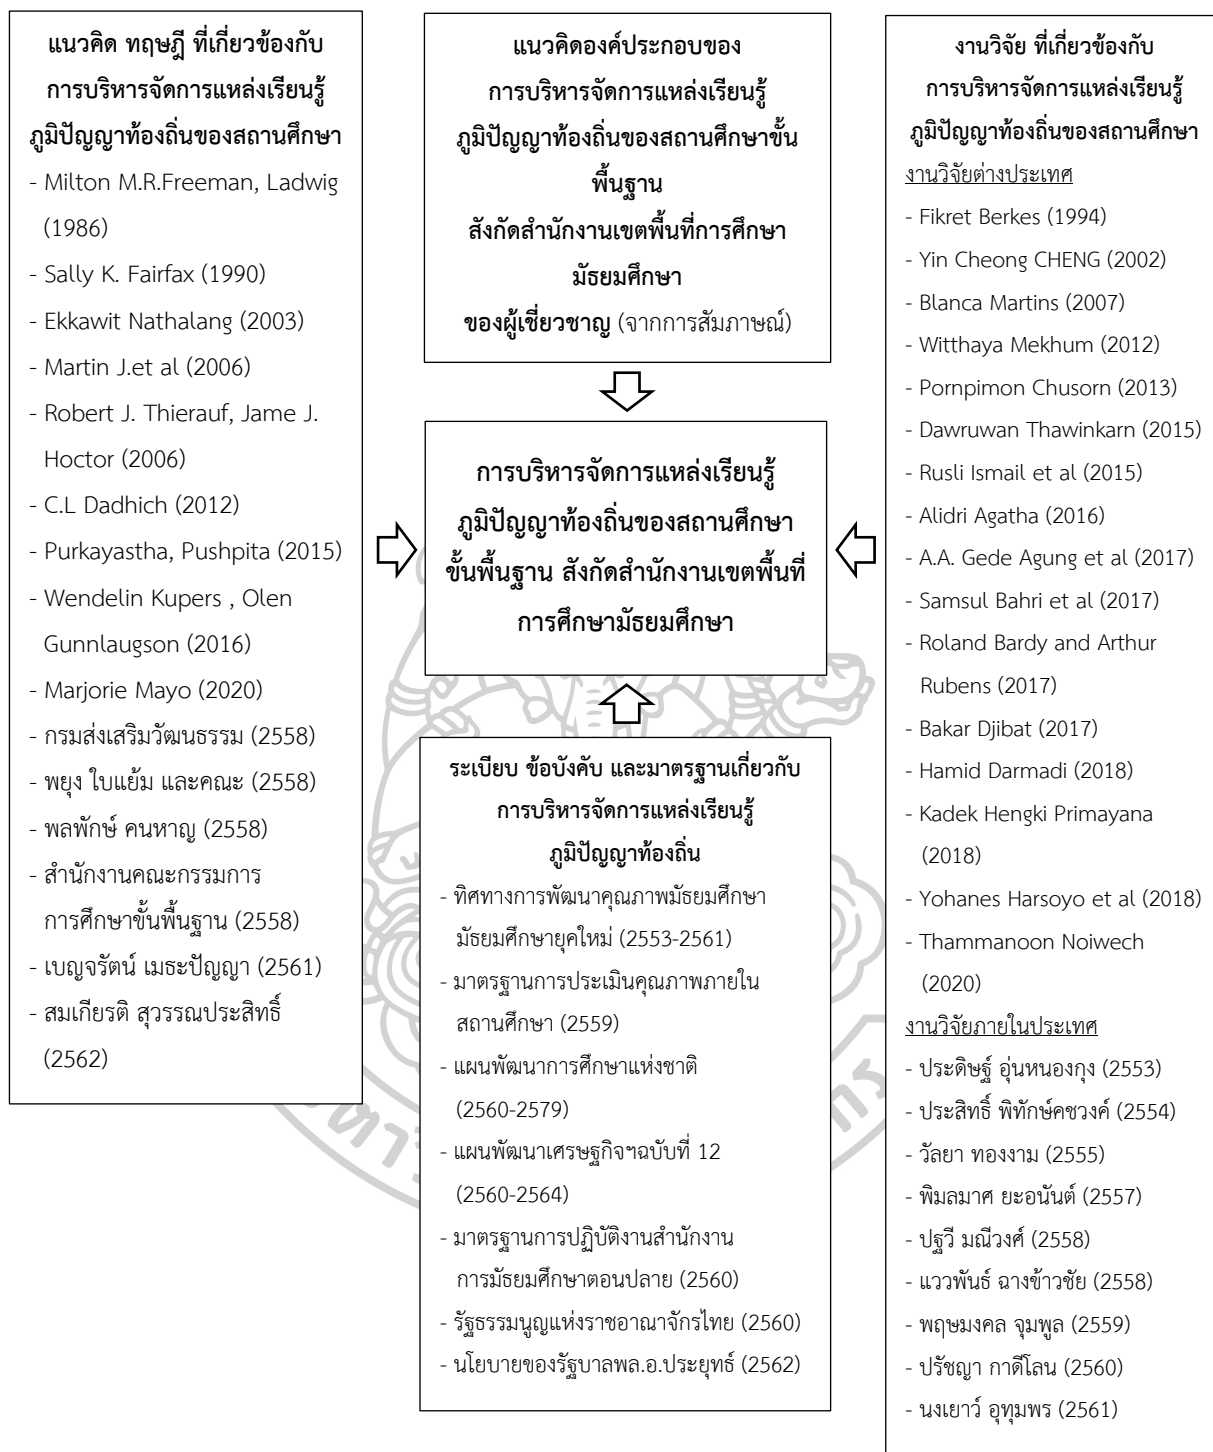 แนวคิด ทฤษฎี ที่เกี่ยวข้องกับ
การบริหารจัดการแหล่งเรียนรู้
ภูมิปัญญาท้องถิ่นของสถานศึกษา
- Milton M.R.Freeman, Ladwig
(1986)
- Sally K. Fairfax (1990)
- Ekkawit Nathalang (2003)
- Martin J.et al (2006)
- Robert J. Thierauf, Jame J.
Hoctor (2006)
- C.L Dadhich (2012)
- Purkayastha, Pushpita (2015)
- Wendelin Kupers , Olen
Gunnlaugson (2016)
- Marjorie Mayo (2020)
- กรมส่งเสริมวัฒนธรรม (2558)
- พยุง ใบแย้ม และคณะ (2558)
- พลพักษ์ คนหาญ (2558)
- สำนักงานคณะกรรมการ
การศึกษาขั้นพื้นฐาน (2558)
- เบญจรัตน์ เมธะปัญญา (2561)
- สมเกียรติ สุวรรณประสิทธิ์
(2562)
แนวคิดองค์ประกอบของ
การบริหารจัดการแหล่งเรียนรู้
ภูมิปัญญาท้องถิ่นของสถานศึกษาขั้น
พื้นฐาน
สังกัดสำนักงานเขตพื้นที่การศึกษา
มัธยมศึกษา
ของผู้เชี่ยวชาญ (จากการสัมภาษณ์)
การบริหารจัดการแหล่งเรียนรู้
ภูมิปัญญาท้องถิ่นของสถานศึกษา
ขั้นพื้นฐาน สังกัดสำนักงานเขตพื้นที่
การศึกษามัธยมศึกษา
ระเบียบ ข้อบังคับ และมาตรฐานเกี่ยวกับ
การบริหารจัดการแหล่งเรียนรู้
ภูมิปัญญาท้องถิ่น
- ทิศทางการพัฒนาคุณภาพมัธยมศึกษา
มัธยมศึกษายุคใหม่ (2553-2561)
- มาตรฐานการประเมินคุณภาพภายใน
สถานศึกษา (2559)
- แผนพัฒนาการศึกษาแห่งชาติ
(2560-2579)
- แผนพัฒนาเศรษฐกิจฯฉบับที่ 12
(2560-2564)
- มาตรฐานการปฏิบัติงานสำนักงาน
การมัธยมศึกษาตอนปลาย (2560)
- รัฐธรรมนูญแห่งราชอาณาจักรไทย (2560)
- นโยบายของรัฐบาลพล.อ.ประยุทธ์ (2562)
งานวิจัย ที่เกี่ยวข้องกับ
การบริหารจัดการแหล่งเรียนรู้
ภูมิปัญญาท้องถิ่นของสถานศึกษา
งานวิจัยต่างประเทศ
- Fikret Berkes (1994)
- Yin Cheong CHENG (2002)
- Blanca Martins (2007)
- Witthaya Mekhum (2012)
- Pornpimon Chusorn (2013)
- Dawruwan Thawinkarn (2015)
- Rusli Ismail et al (2015)
- Alidri Agatha (2016)
- A.A. Gede Agung et al (2017)
- Samsul Bahri et al (2017)
- Roland Bardy and Arthur
Rubens (2017)
- Bakar Djibat (2017)
- Hamid Darmadi (2018)
- Kadek Hengki Primayana
(2018)
- Yohanes Harsoyo et al (2018)
- Thammanoon Noiwech
(2020)
งานวิจัยภายในประเทศ
- ประดิษฐ์ อุ่นหนองกุง (2553)
- ประสิทธิ์ พิทักษ์คชวงค์ (2554)
- วัลยา ทองงาม (2555)
- พิมลมาศ ยะอนันต์ (2557)
- ปฐวี มณีวงศ์ (2558)
- แววพันธ์ ฉางข้าวชัย (2558)
- พฤษมงคล จุมพูล (2559)
- ปรัชญา กาดีโลน (2560)
- นงเยาว์ อุทุมพร (2561)